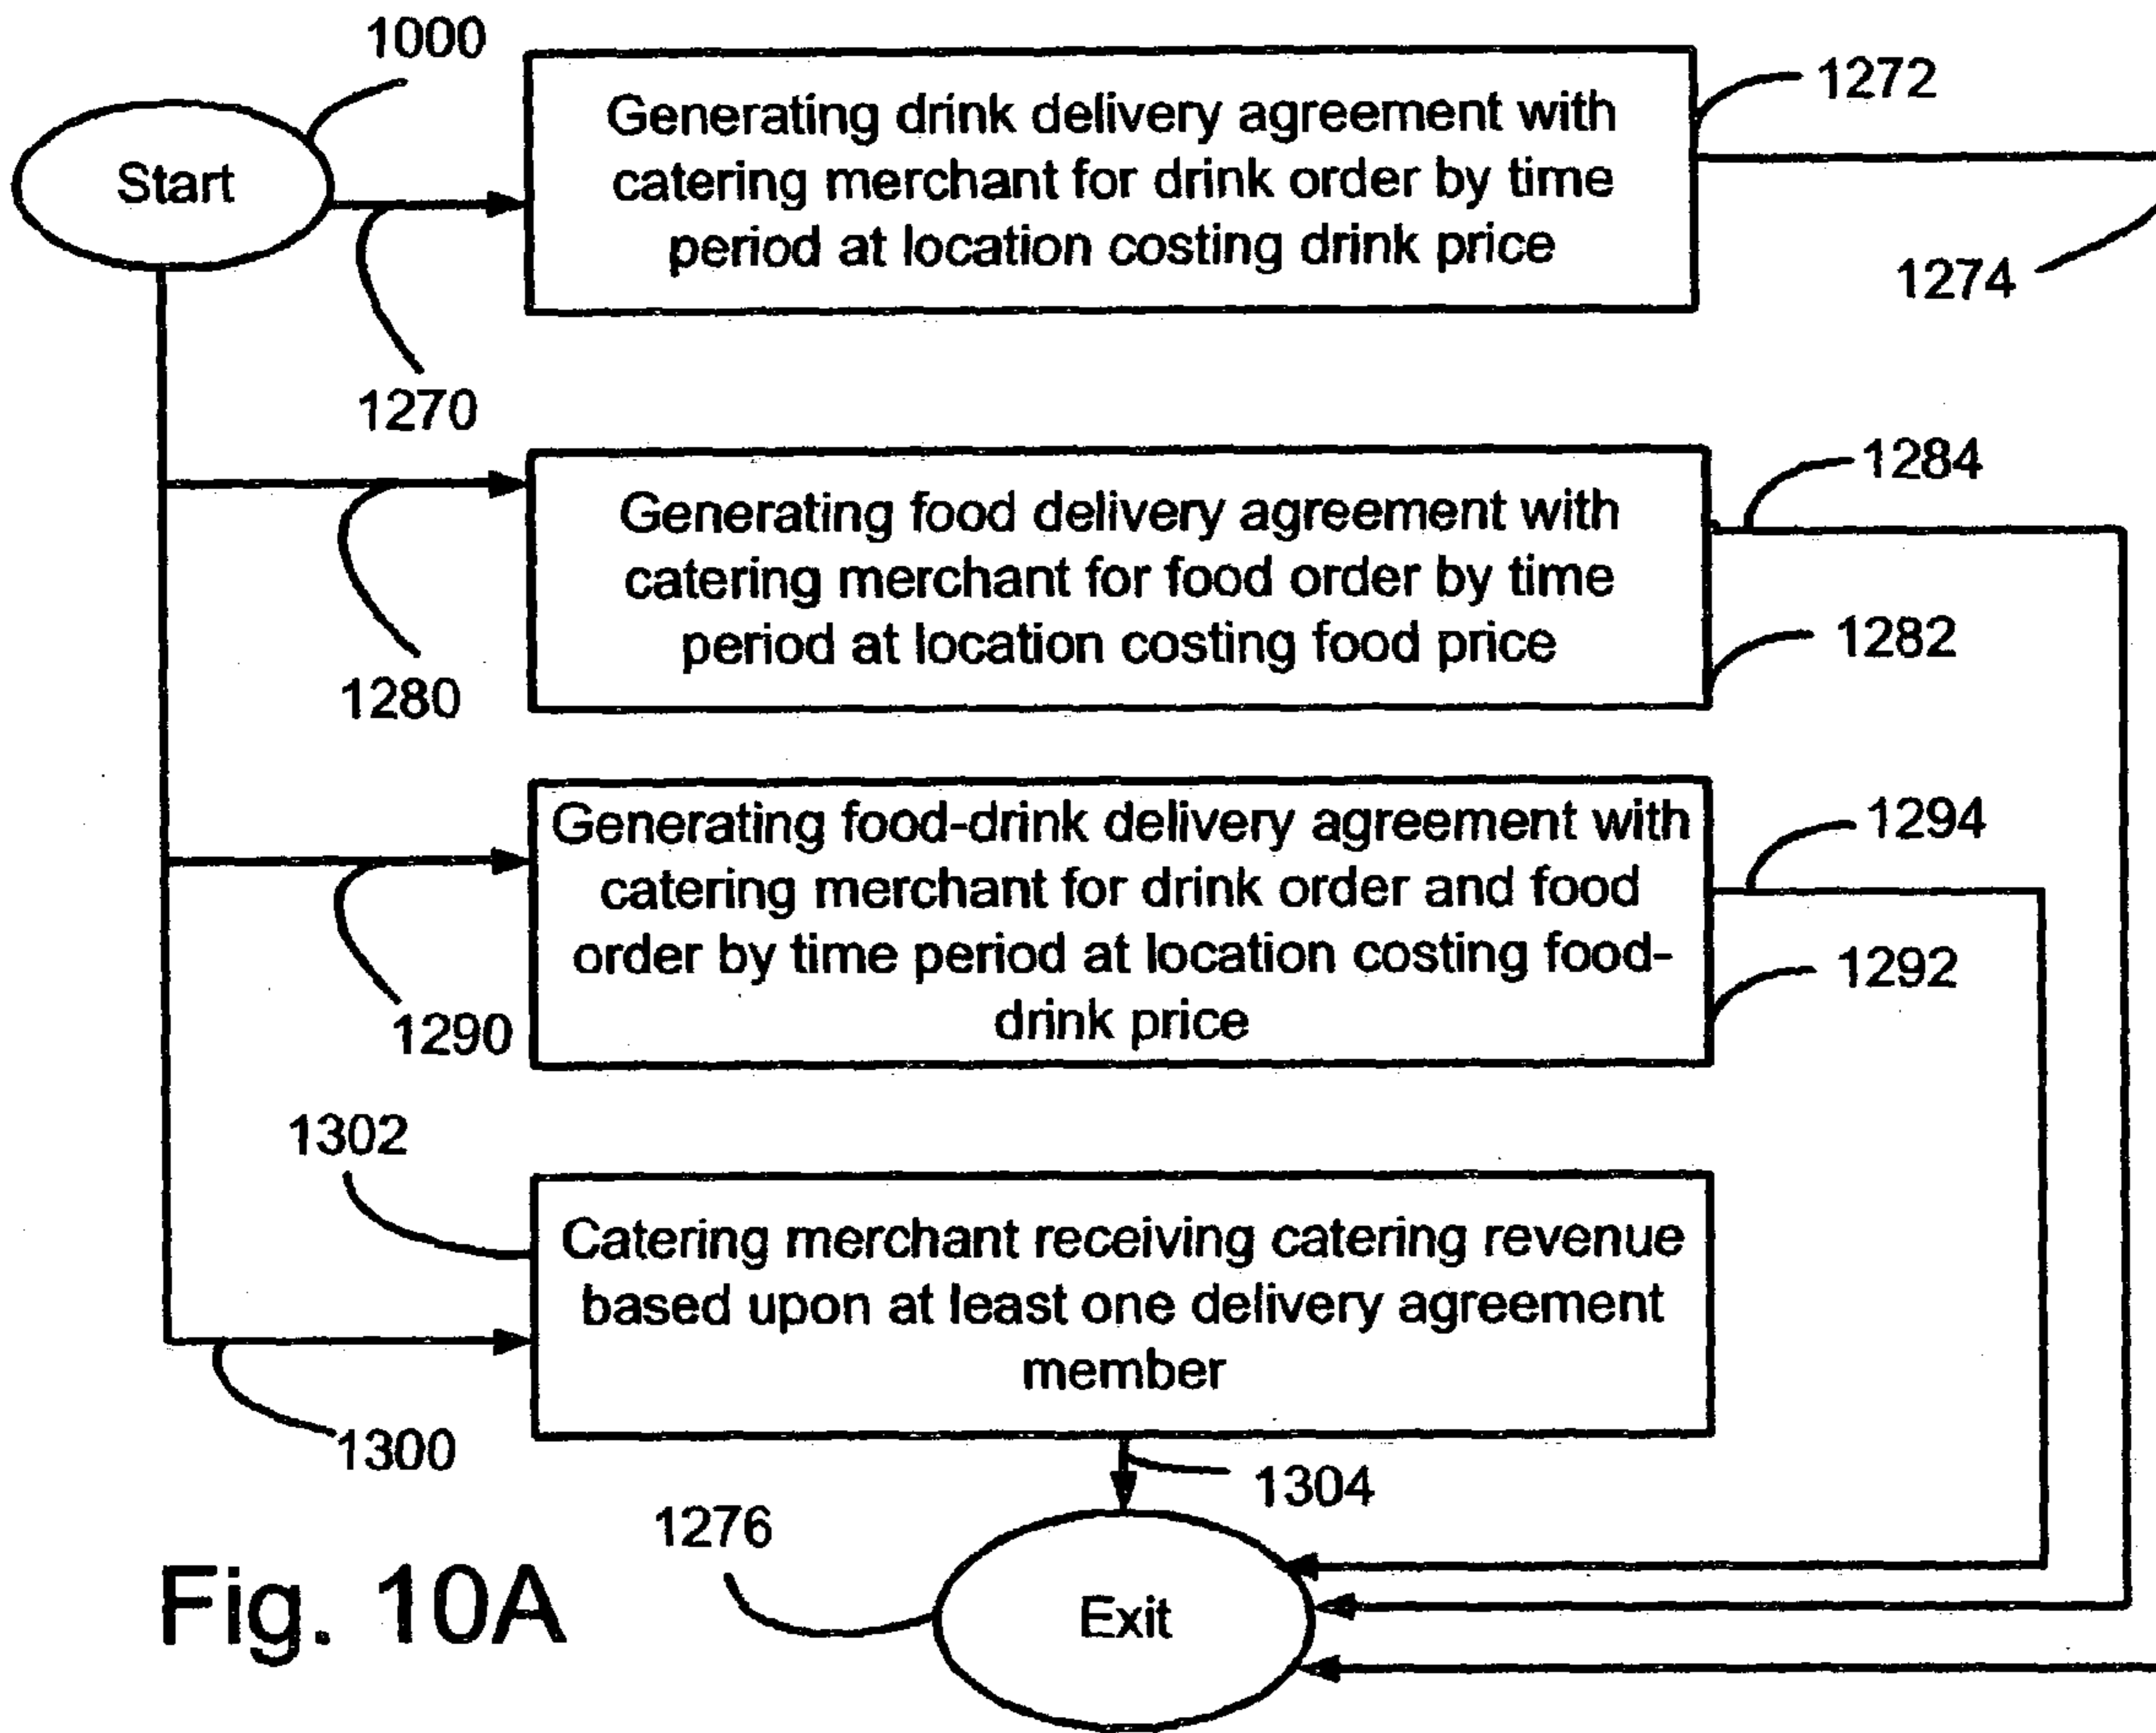 1000
Start
Generating drink delivery agreement with
catering merchant for drink order by time
period at location costing drink price
1272
1274
1270
Generating food delivery agreement with
catering merchant for food order by time
period at location costing food price
1284
1282
1280
Generating food-drink delivery agreement with
catering merchant for drink order and food
order by time period at location costing food-
drink price
1294
1292
1290
1302
Catering merchant receiving catering revenue
based upon at least one delivery agreement
member
1300
1304
1276
Exit
Fig. 10A